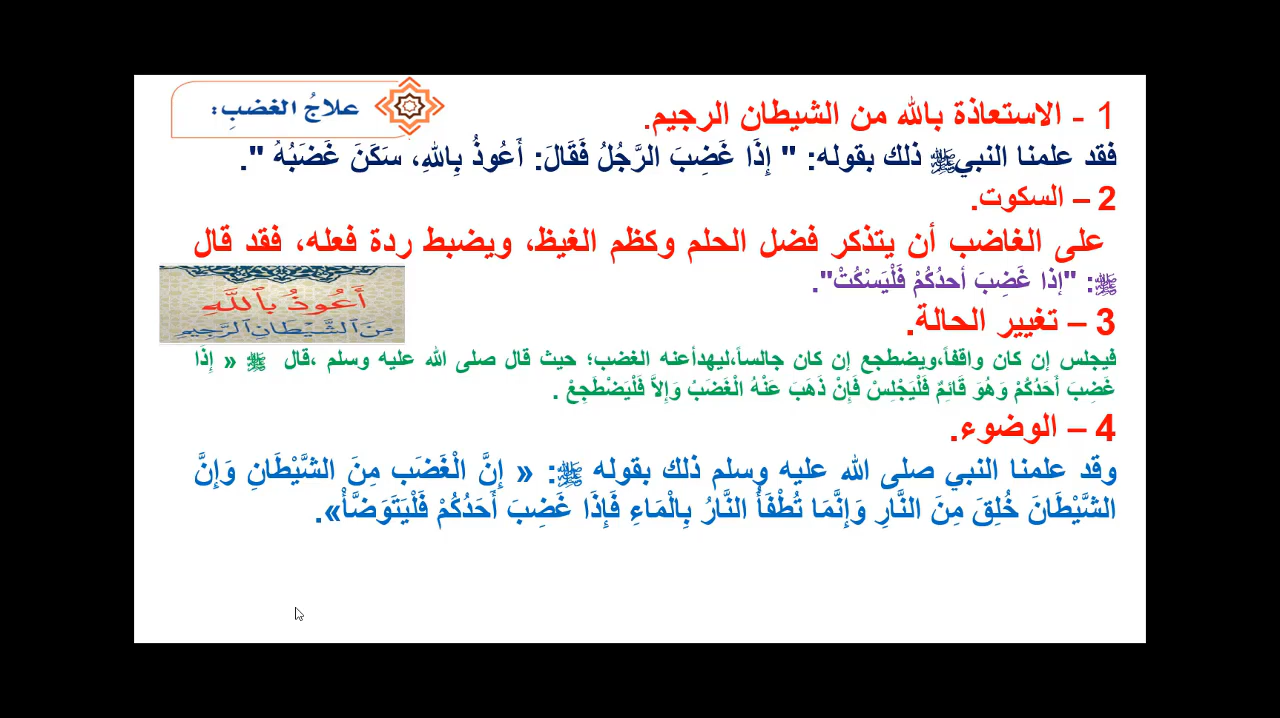 علاجُ الغضبِ:
1 - الاستعاذة بالله من الشيطان الرجيم.
فقد علمنا النبيﷺ ذلك بقوله: " إِذَا غَضِبَ الرَّجُلُ فَقَالَ: أَعُوذُ بِاللهِ، سَكَنَ غَضَبُهُ ".
2 – السكوت.
على الغاضب أن يتذكر فضل الحلم وكظم الغيظ، ويضبط ردة فعله، فقد قال
ﷺ: "إذا غَضِبَ أحدُكُمْ فَلْيَسْكُتْ".
أَعُوذُ بِٱللَّهِ
مِنَ ٱلشَّيْطَانِ ٱلرَّجِيمِ
3 – تغيير الحالة.
فيجلس إن كان واقفاً،ويضطجع إن كان جالساً،ليهدأعنه الغضب؛ حيث قال صلى الله عليه وسلم ،قال ﷺ « إِذَا
غَضِبَ أَحَدُكُمْ وَهُوَ قَائِمٌ فَلْيَجْلِسْ فَإِنْ ذَهَبَ عَنْهُ الْغَضَبُ وَإِلاَّ فَلْيَضْطَجِعْ .
4 – الوضوء.
وقد علمنا النبي صلى الله عليه وسلم ذلك بقوله ﷺ: « إِنَّ الْغَضَب مِنَ الشَّيْطَانِ وَإِنَّ
الشَّيْطَانَ خُلِقَ مِنَ النَّارِ وَإِنَّمَا تُطْفَأُ النَّارُ بِالْمَاءِ فَإِذَا غَضِبَ أَحَدُكُمْ فَلْيَتَوَضَّأْ».